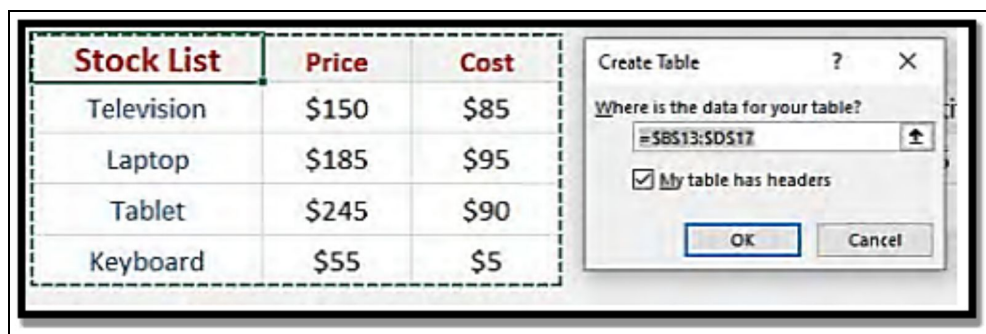 Stock List Price Cost
Television $150 $85
Laptop $185 $95
Tablet $245 $90
Keyboard $55 $5
Create Table ? X
Where is the data for your table?
=$B$13:$D$17
My table has headers
OK Cancel